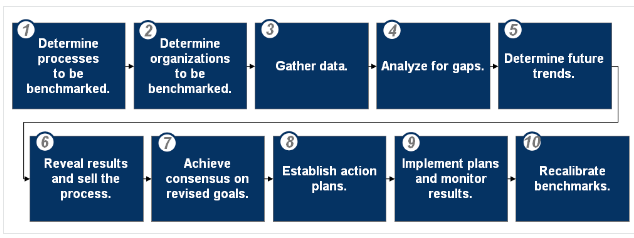 1
Determine
processes
to be
benchmarked.
2
Determine
organizations
to be
benchmarked.
3
Gather data.
4
Analyze for gaps.
5
Determine future
trends.
6
Reveal results
and sell the
process.
7
Achieve
consensus on
revised goals.
8
Establish action
plans.
9
Implement plans
and monitor
results.
10
Recalibrate
benchmarks.